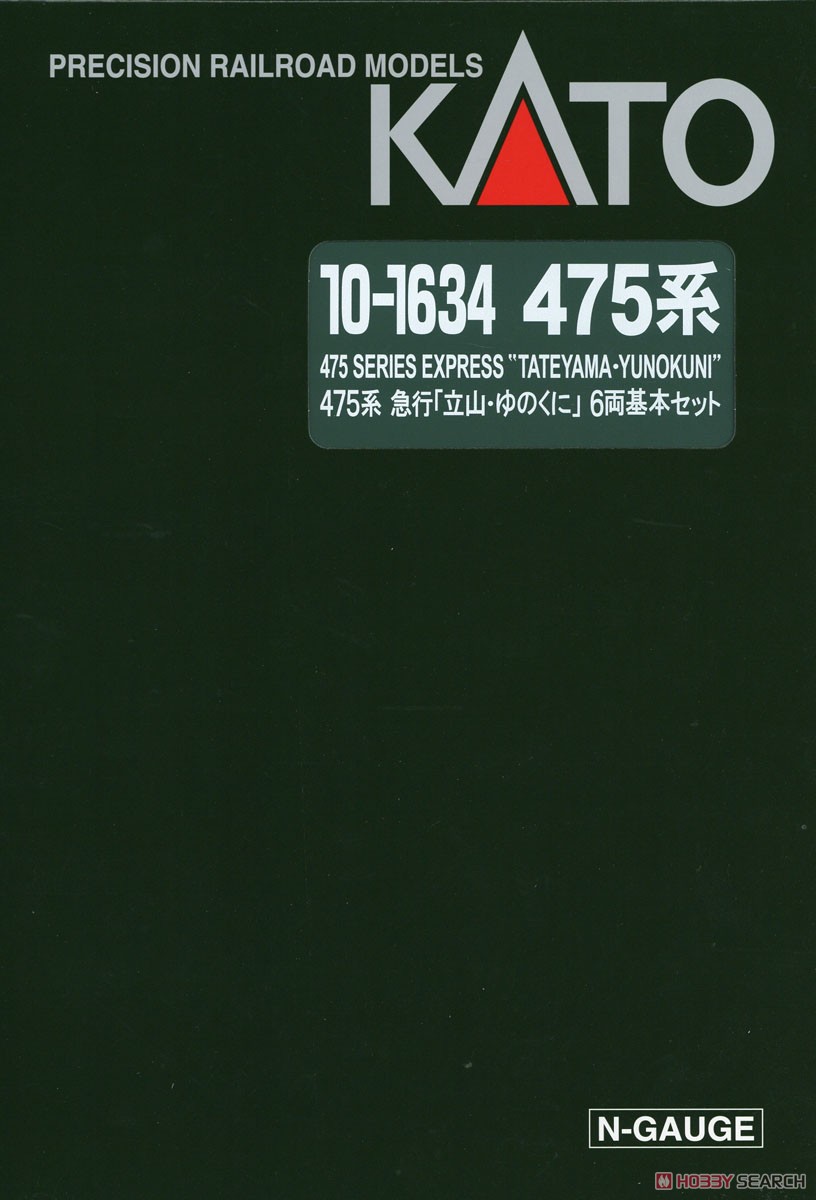 PRECISION RAILROAD MODELS
KATO
10-1634 475系
475 SERIES EXPRESS "TATEYAMA・YUNOKUNI"
475系 急行「立山・ゆのくに」 6両基本セット
N-GAUGE
HOBBY SEARCH